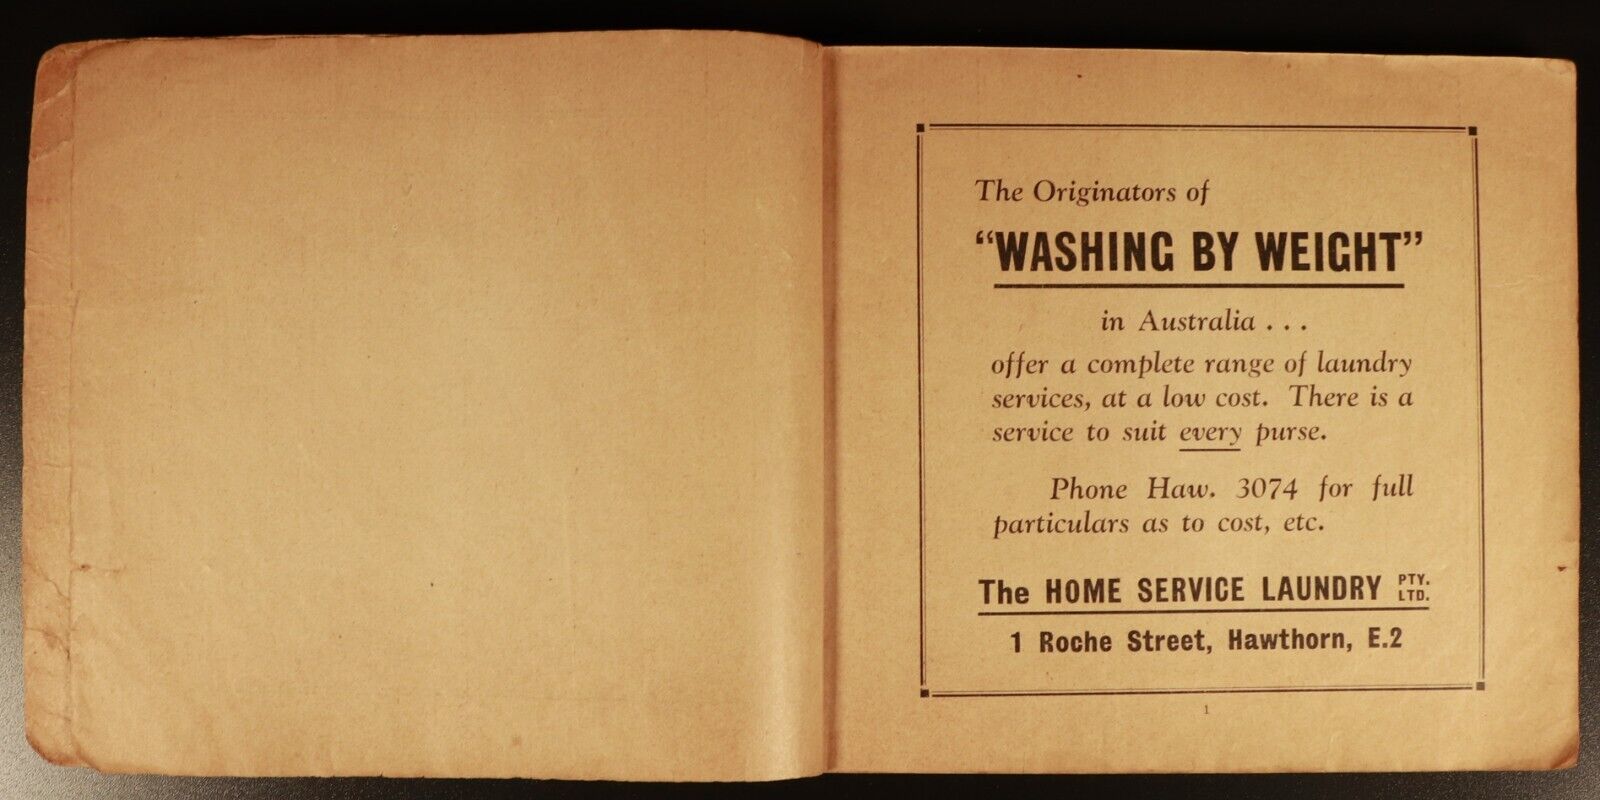 The Originators of
"WASHING BY WEIGHT"
in Australia . . .
offer a complete range of laundry
services, at a low cost. There is a
service to suit every purse.
Phone Haw. 3074 for full
particulars as to cost, etc.
The HOME SERVICE LAUNDRY PTY. LTD.
1 Roche Street, Hawthorn, E.2
1